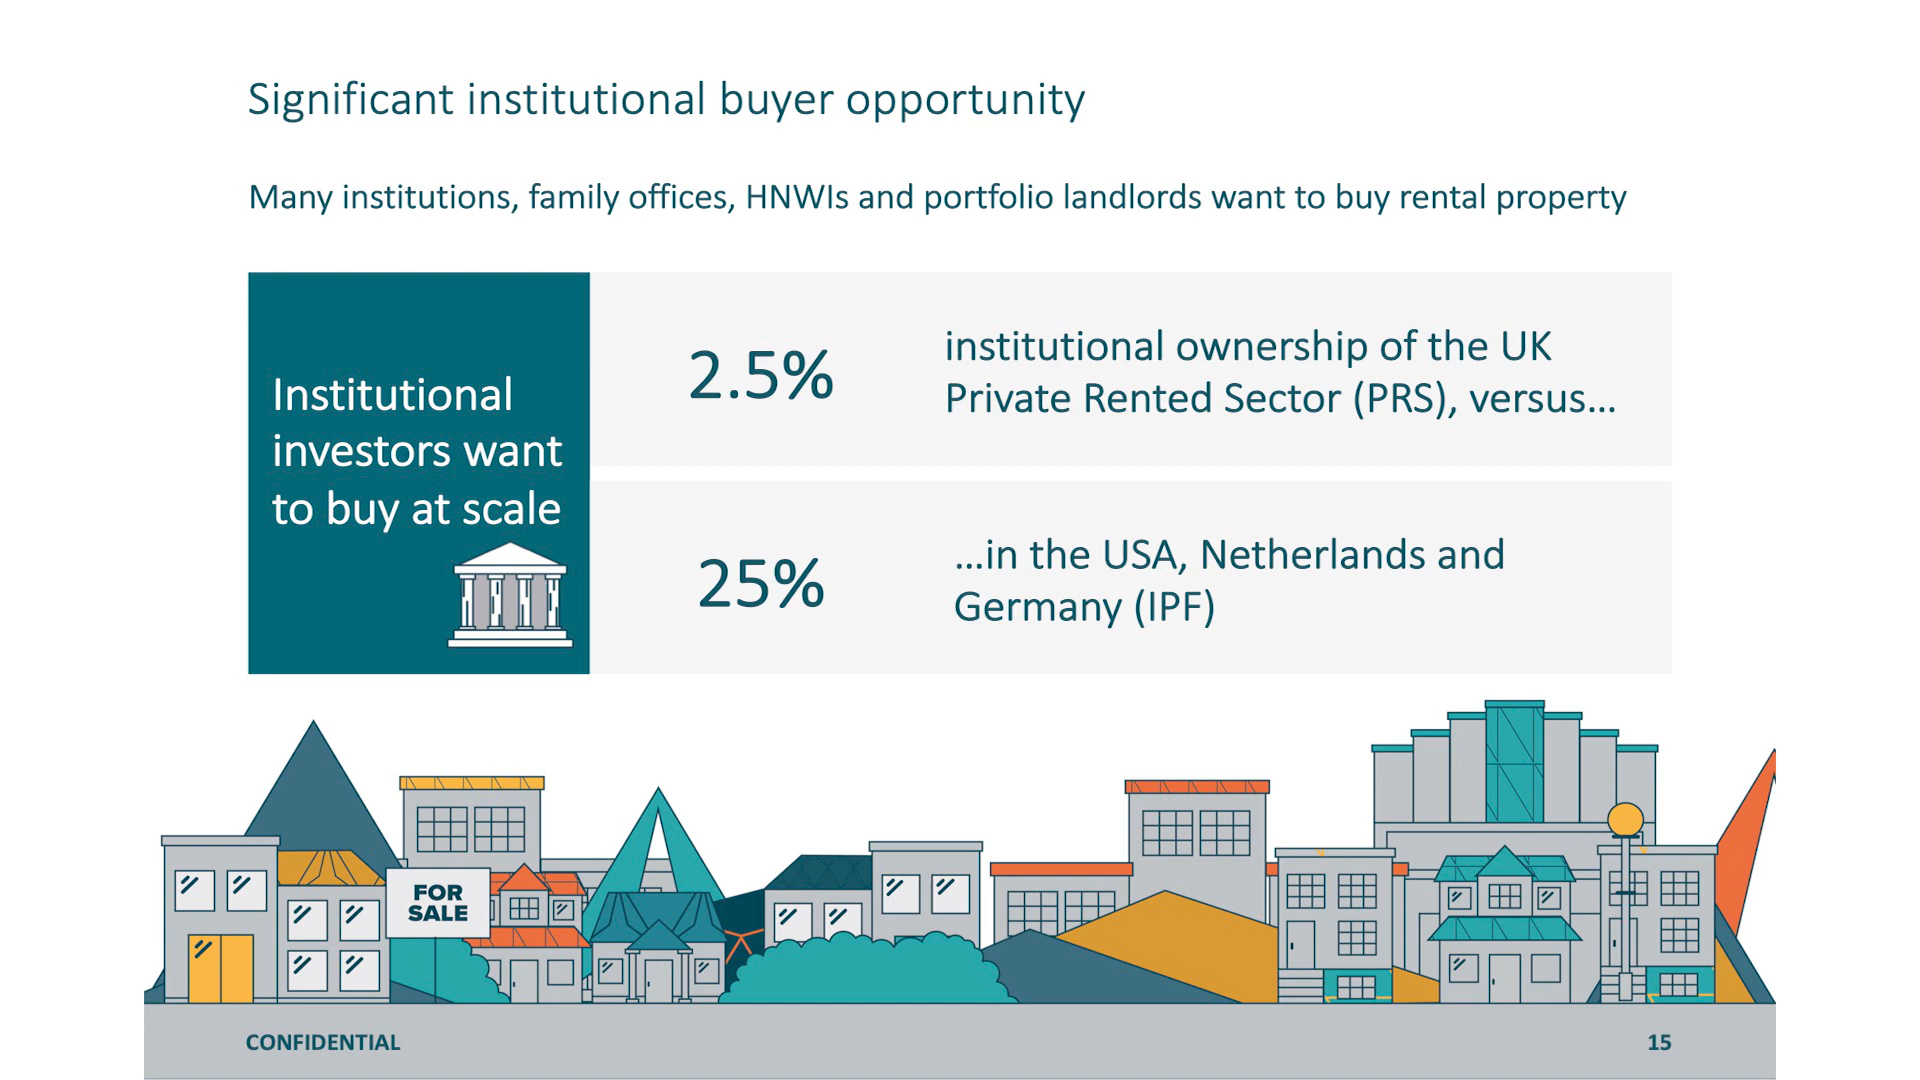 Significant institutional buyer opportunity
Many institutions, family offices, HNWIs and portfolio landlords want to buy rental property
Institutional
investors want
to buy at scale
2.5%
institutional ownership of the UK
Private Rented Sector (PRS), versus...
25%
...in the USA, Netherlands and
Germany (IPF)
FOR
SALE
CONFIDENTIAL
15